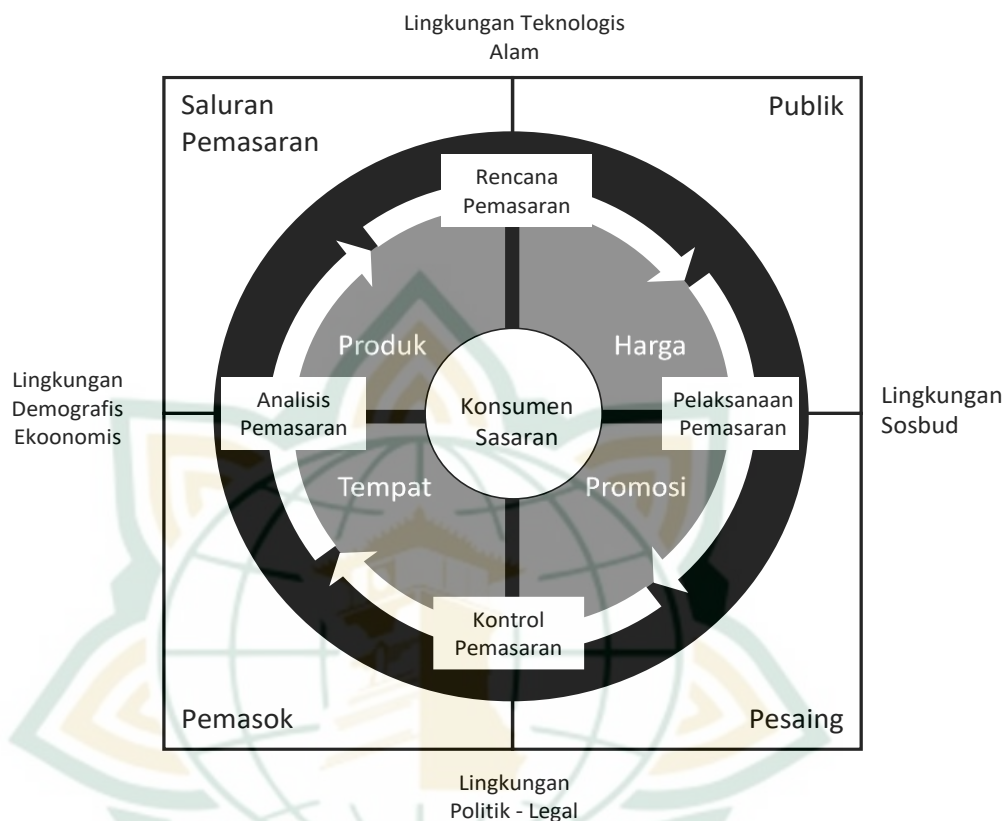 Lingkungan Teknologis
Alam
Saluran
Pemasaran
Publik
Rencana
Pemasaran
Produk
Harga
Lingkungan
Demografis
Ekoonomis
Analisis
Pemasaran
Konsumen
Sasaran
Pelaksanaan
Pemasaran
Lingkungan
Sosbud
Tempat
Promosi
Kontrol
Pemasaran
Pemasok
Pesaing
Lingkungan
Politik - Legal